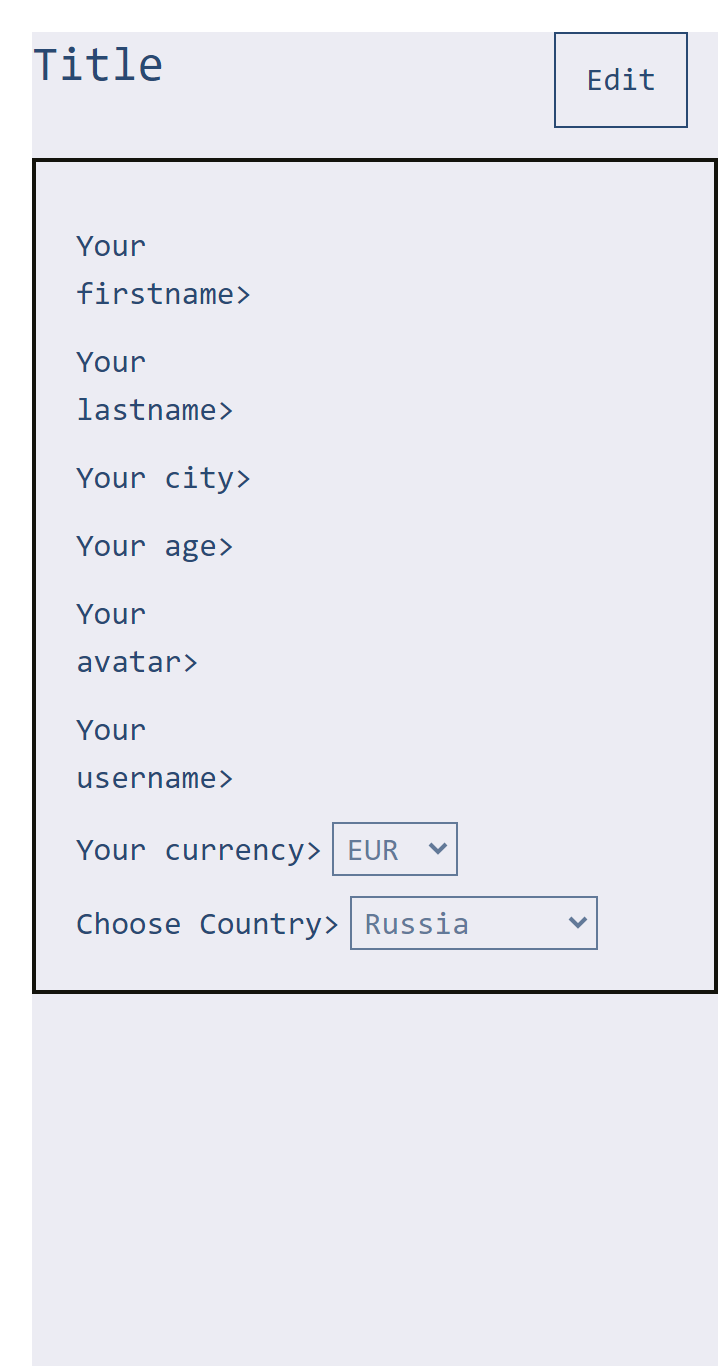 Title
Edit
Your
firstname>
Your
lastname>
Your city>
Your age>
Your
avatar>
Your
username>
Your currency> EUR
Choose Country> Russia